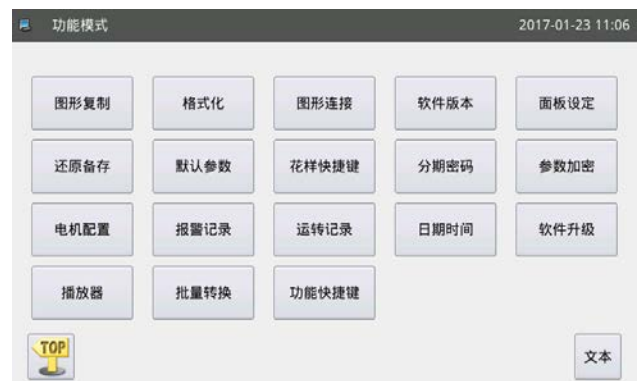 功能模式 2017-01-23 11:06
图形复制 格式化 图形连接 软件版本 面板设定
还原备存 默认参数 花样快捷键 分期密码 参数加密
电机配置 报警记录 运转记录 日期时间 软件升级
播放器 批量转换 功能快捷键
TOP 文本